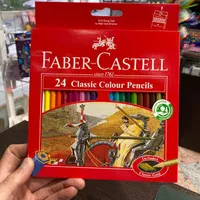 FABER-CASTELL
since 1761
24 Classic Colour Pencils